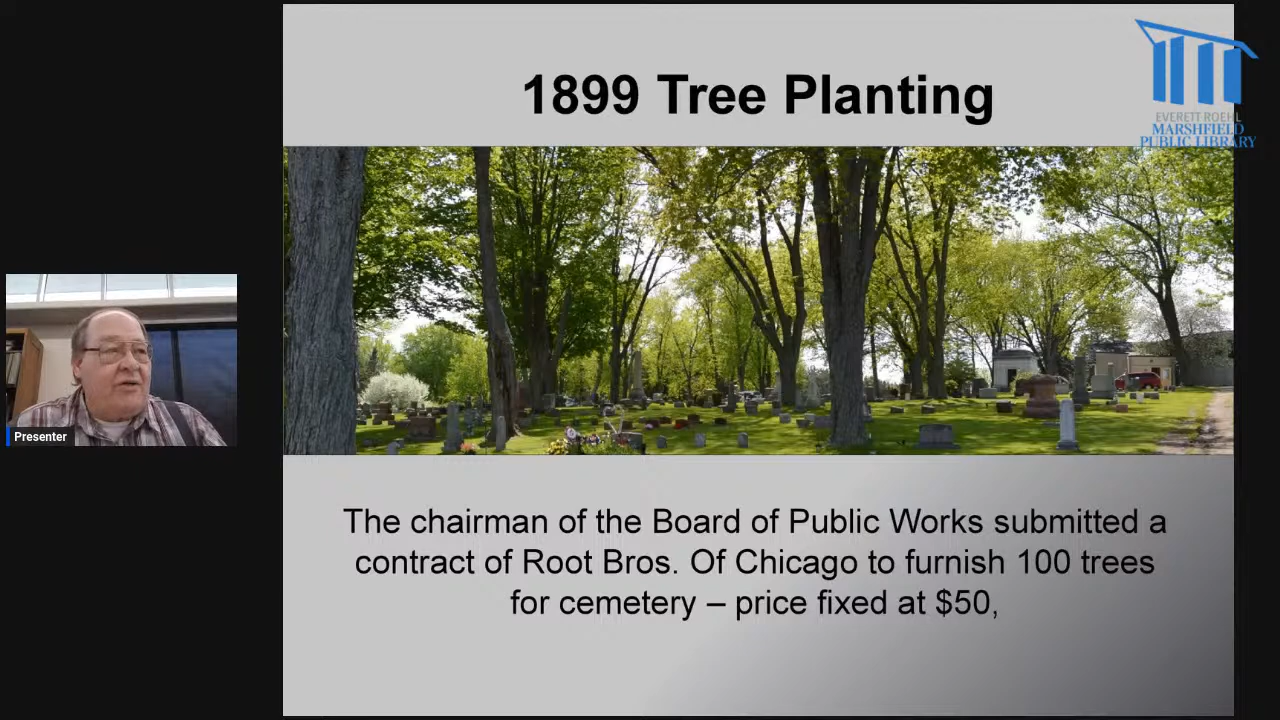 1899 Tree Planting
EVERETT ROEHL
MARSHFIELD
PUBLIC LIBRARY
Presenter
The chairman of the Board of Public Works submitted a
contract of Root Bros. Of Chicago to furnish 100 trees
for cemetery – price fixed at $50,